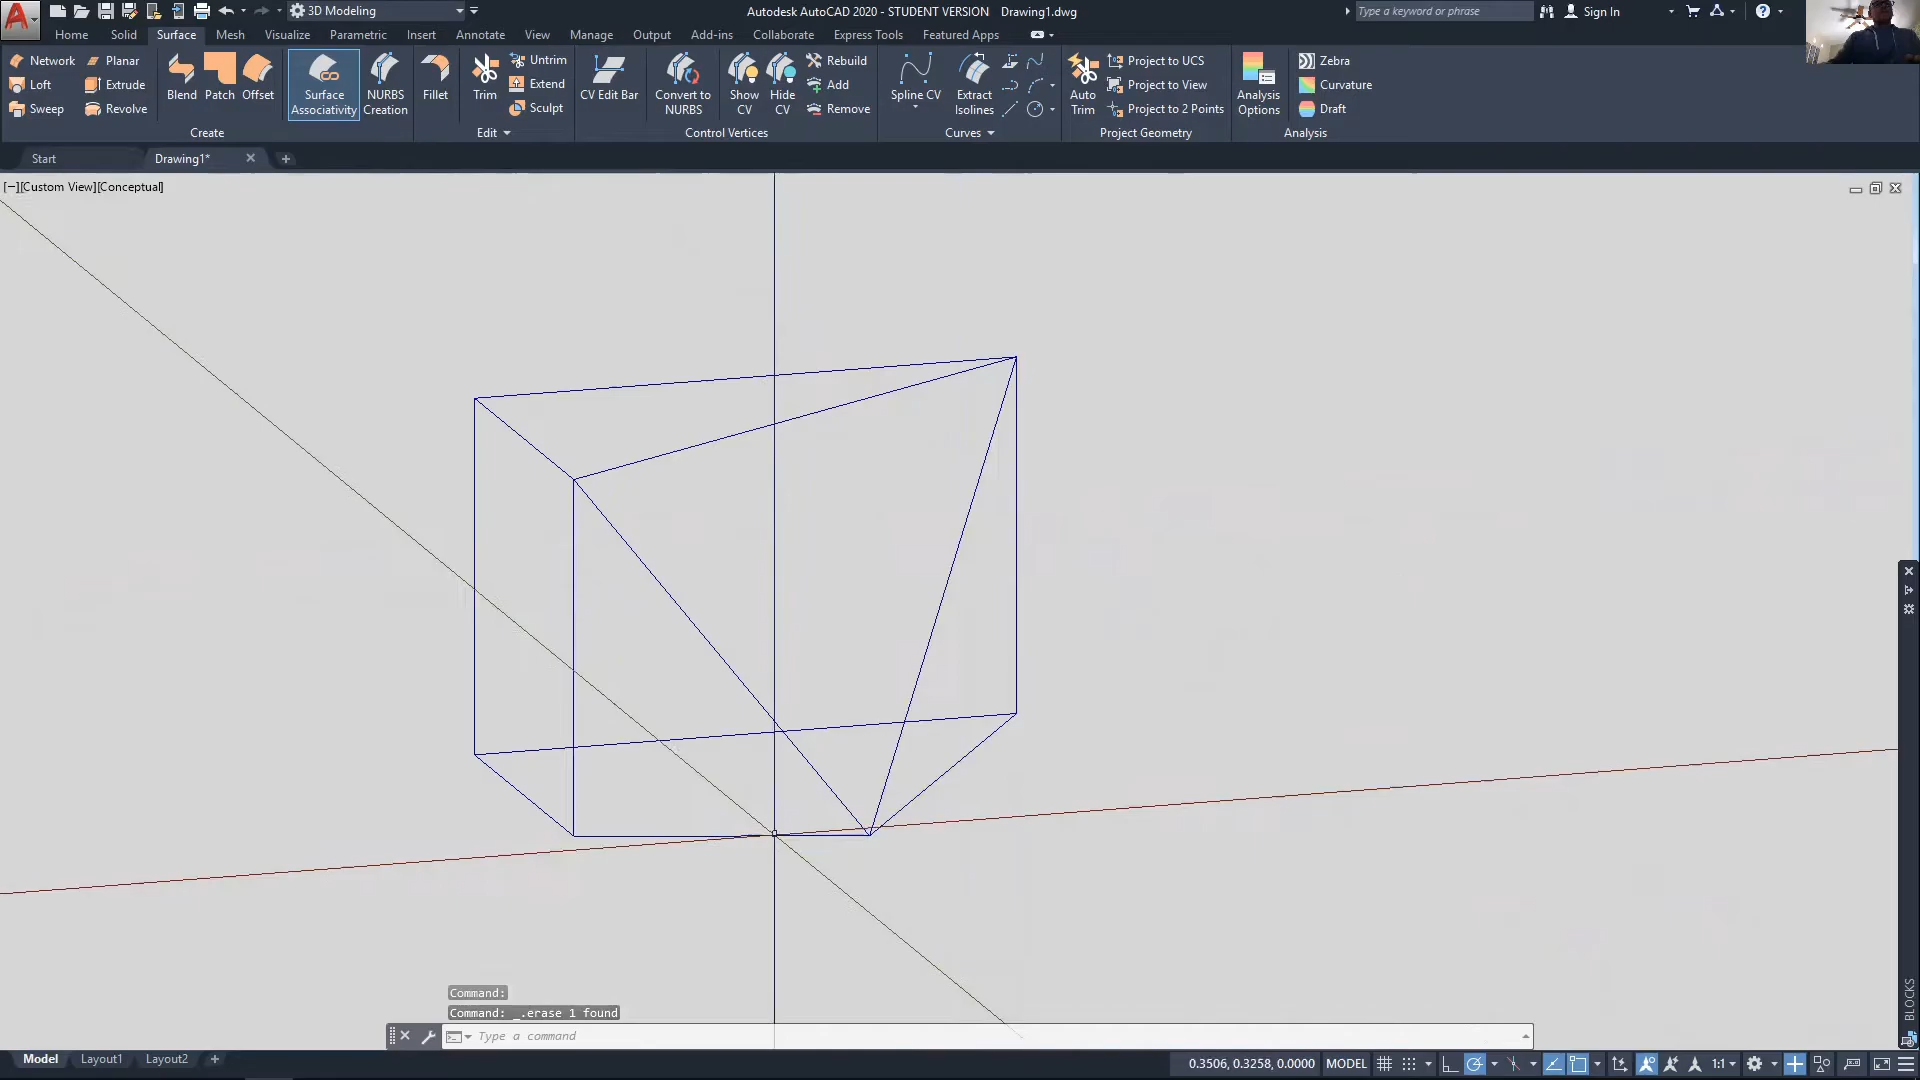 3D Modeling
Autodesk AutoCAD 2020 - STUDENT VERSION Drawing1.dwg
Type a keyword or phrase
Sign In
Home Solid Surface Mesh Visualize Parametric Insert Annotate View Manage Output Add-ins Collaborate Express Tools Featured Apps
Network Planar
Loft Extrude
Sweep Revolve
Create
Blend Patch Offset
Surface Associativity
NURBS Creation
Fillet
Trim
Untrim
Extend
Sculpt
Edit
CV Edit Bar
Convert to NURBS
Show CV
Hide CV
Rebuild
Add
Remove
Control Vertices
Spline CV
Extract Isolines
Curves
Auto Trim
Project to UCS
Project to View
Project to 2 Points
Project Geometry
Analysis Options
Zebra
Curvature
Draft
Analysis
Start Drawing1*
[−][Custom View][Conceptual]
BLOCKS
Command:
Command: _.erase 1 found
Type a command
Model Layout1 Layout2
0.3506, 0.3258, 0.0000 MODEL 1:1